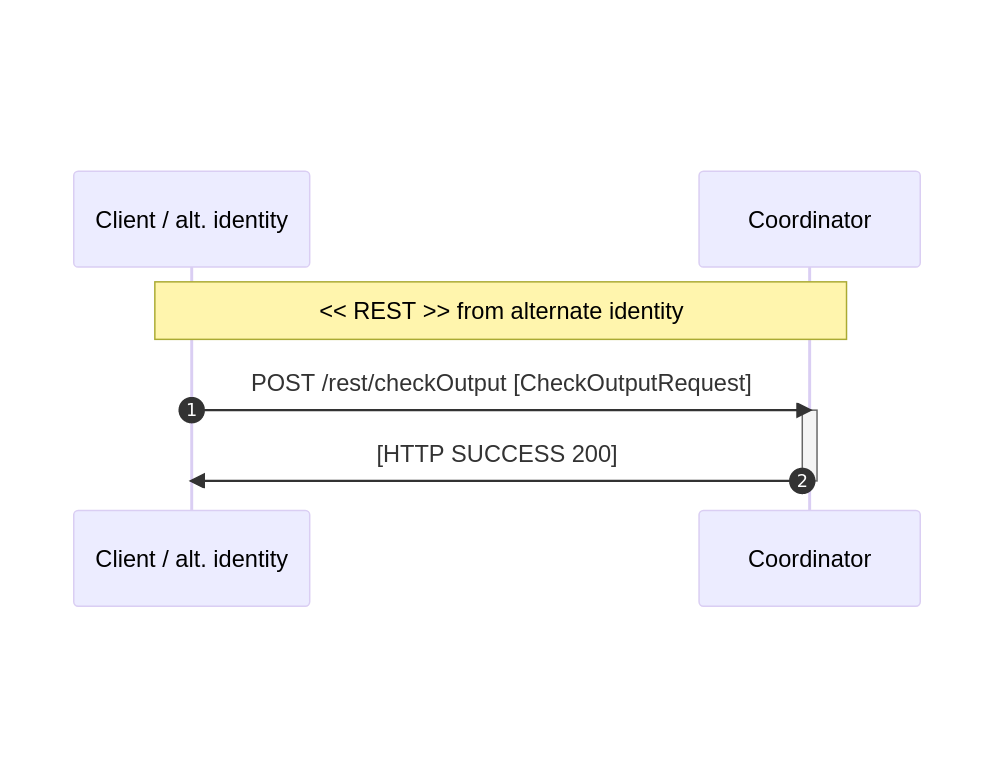 Client / alt. identity
Coordinator
<< REST >> from alternate identity
POST /rest/checkOutput [CheckOutputRequest]
1
[HTTP SUCCESS 200]
2
Client / alt. identity
Coordinator